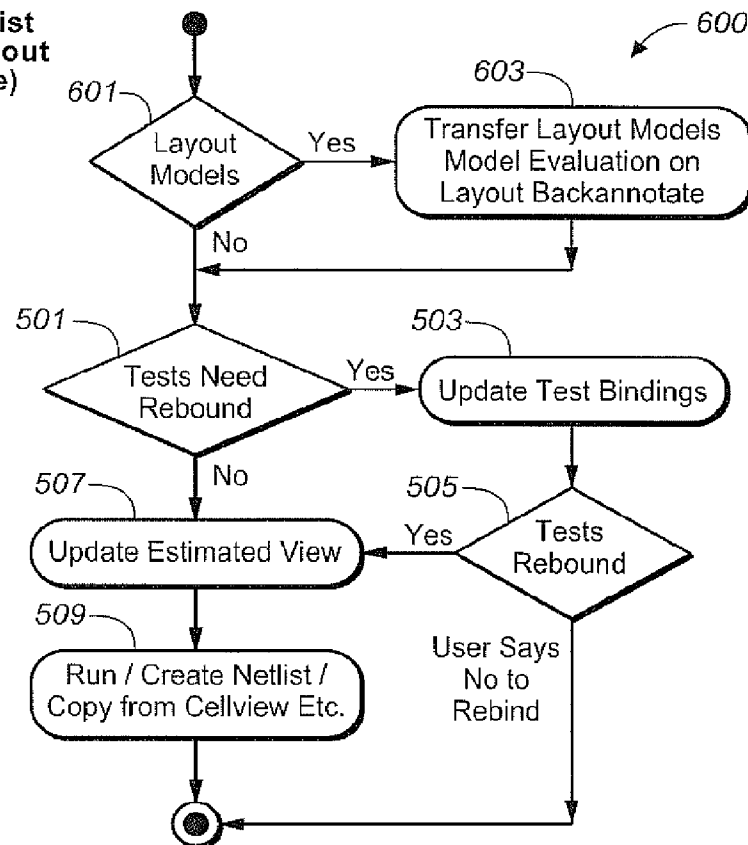 ist
out
e)
600
601
603
Layout
Models
Yes
Transfer Layout Models
Model Evaluation on
Layout Backannotate
No
501
503
Tests Need
Rebound
Yes
Update Test Bindings
No
507
505
Update Estimated View
Yes
Tests
Rebound
509
Run / Create Netlist /
Copy from Cellview Etc.
User Says
No to
Rebind